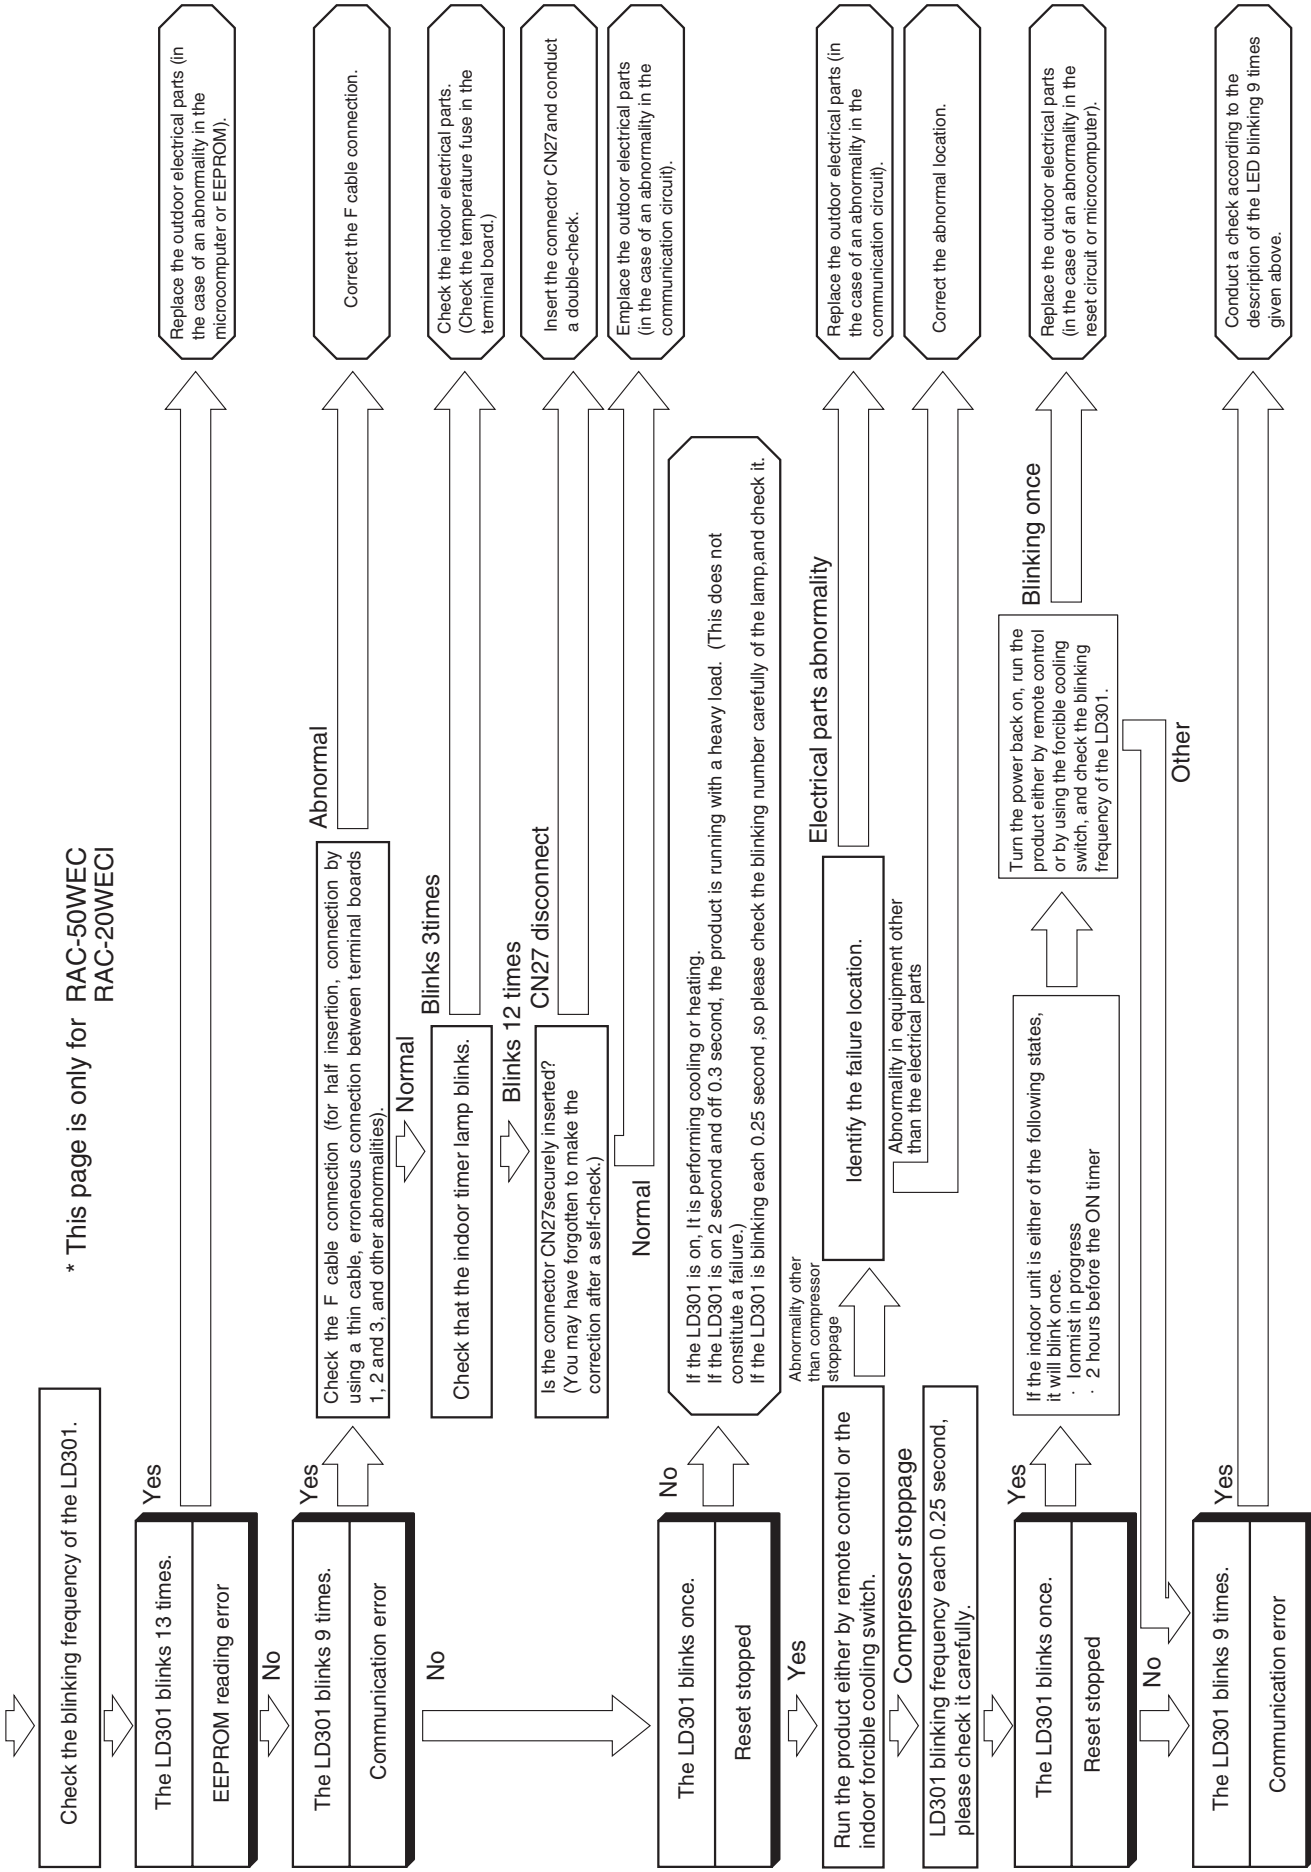 * This page is only for RAC-50WEC
RAC-20WECI
Check the blinking frequency of the LD301.
The LD301 blinks 13 times.
EEPROM reading error
Yes
Replace the outdoor electrical parts (in
the case of an abnormality in the
microcomputer or EEPROM).
No
The LD301 blinks 9 times.
Communication error
Yes
Check the F cable connection (for half insertion, connection by
using a thin cable, erroneous connection between terminal boards
1, 2 and 3, and other abnormalities).
Abnormal
Correct the F cable connection.
Normal
Check that the indoor timer lamp blinks.
Blinks 3times
Check the indoor electrical parts.
(Check the temperature fuse in the
terminal board.)
Blinks 12 times
Is the connector CN27securely inserted?
(You may have forgotten to make the
correction after a self-check.)
CN27 disconnect
Insert the connector CN27and conduct
a double-check.
Normal
Emplace the outdoor electrical parts
(in the case of an abnormality in the
communication circuit).
No
The LD301 blinks once.
Reset stopped
No
If the LD301 is on, It is performing cooling or heating.
If the LD301 is on 2 second and off 0.3 second, the product is running with a heavy load. (This does not
constitute a failure.)
If the LD301 is blinking each 0.25 second ,so please check the blinking number carefully of the lamp,and check it.
Yes
Run the product either by remote control or the
indoor forcible cooling switch.
Abnormality other
than compressor
stoppage
Identify the failure location.
Electrical parts abnormality
Replace the outdoor electrical parts (in
the case of an abnormality in the
communication circuit).
Abnormality in equipment other
than the electrical parts
Correct the abnormal location.
Compressor stoppage
LD301 blinking frequency each 0.25 second,
please check it carefully.
The LD301 blinks once.
Reset stopped
Yes
If the indoor unit is either of the following states,
it will blink once.
· Ionmist in progress
· 2 hours before the ON timer
Turn the power back on, run the
product either by remote control
or by using the forcible cooling
switch, and check the blinking
frequency of the LD301.
Blinking once
Replace the outdoor electrical parts
(in the case of an abnormality in the
reset circuit or microcomputer).
Other
No
The LD301 blinks 9 times.
Communication error
Yes
Conduct a check according to the
description of the LED blinking 9 times
given above.